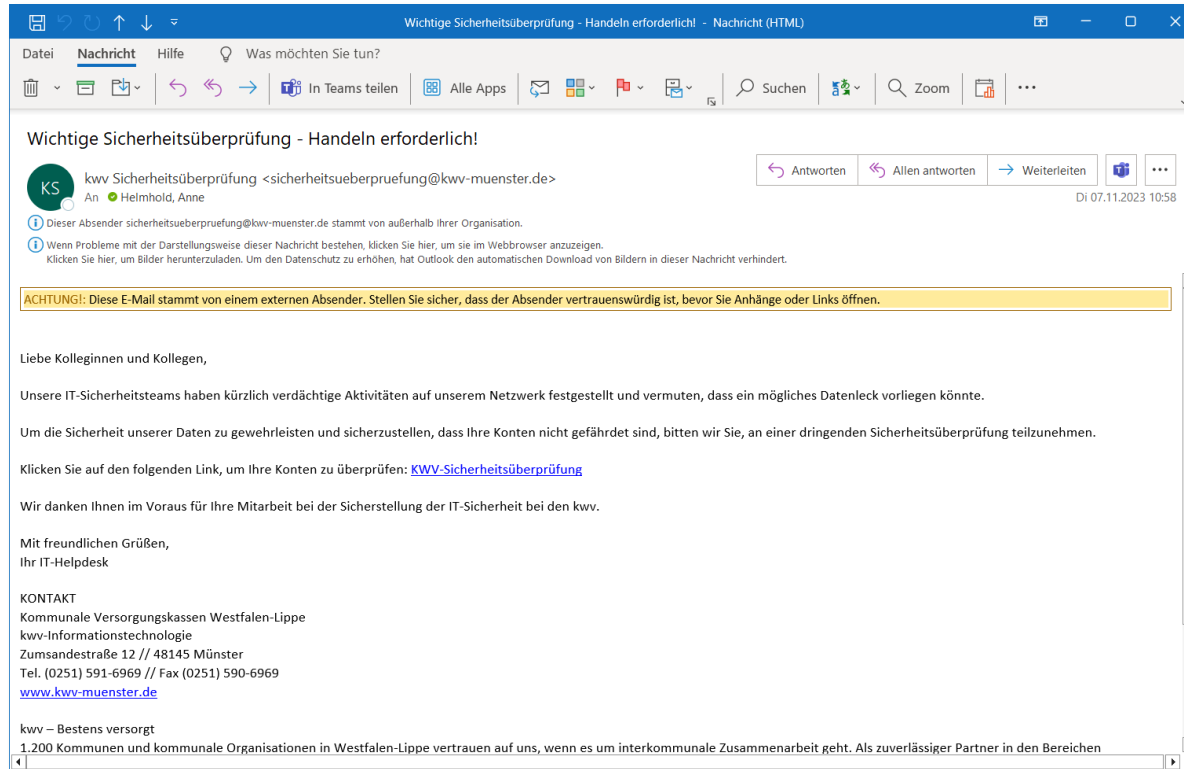 Wichtige Sicherheitsüberprüfung - Handeln erforderlich! - Nachricht (HTML)
Datei Nachricht Hilfe Was möchten Sie tun?
In Teams teilen Alle Apps Suchen Zoom
Wichtige Sicherheitsüberprüfung - Handeln erforderlich!
KS
kwv Sicherheitsüberprüfung <sicherheitsueberpruefung@kwv-muenster.de>
An Helmhold, Anne
Antworten Allen antworten Weiterleiten
Di 07.11.2023 10:58
Dieser Absender sicherheitsueberpruefung@kwv-muenster.de stammt von außerhalb Ihrer Organisation.
Wenn Probleme mit der Darstellungsweise dieser Nachricht bestehen, klicken Sie hier, um sie im Webbrowser anzuzeigen.
Klicken Sie hier, um Bilder herunterzuladen. Um den Datenschutz zu erhöhen, hat Outlook den automatischen Download von Bildern in dieser Nachricht verhindert.
ACHTUNG!: Diese E-Mail stammt von einem externen Absender. Stellen Sie sicher, dass der Absender vertrauenswürdig ist, bevor Sie Anhänge oder Links öffnen.
Liebe Kolleginnen und Kollegen,
Unsere IT-Sicherheitsteams haben kürzlich verdächtige Aktivitäten auf unserem Netzwerk festgestellt und vermuten, dass ein mögliches Datenleck vorliegen könnte.
Um die Sicherheit unserer Daten zu gewehrleisten und sicherzustellen, dass Ihre Konten nicht gefährdet sind, bitten wir Sie, an einer dringenden Sicherheitsüberprüfung teilzunehmen.
Klicken Sie auf den folgenden Link, um Ihre Konten zu überprüfen: KWV-Sicherheitsüberprüfung
Wir danken Ihnen im Voraus für Ihre Mitarbeit bei der Sicherstellung der IT-Sicherheit bei den kwv.
Mit freundlichen Grüßen,
Ihr IT-Helpdesk
KONTAKT
Kommunale Versorgungskassen Westfalen-Lippe
kwv-Informationstechnologie
Zumsandestraße 12 // 48145 Münster
Tel. (0251) 591-6969 // Fax (0251) 590-6969
www.kwv-muenster.de
kwv – Bestens versorgt
1.200 Kommunen und kommunale Organisationen in Westfalen-Lippe vertrauen auf uns, wenn es um interkommunale Zusammenarbeit geht. Als zuverlässiger Partner in den Bereichen